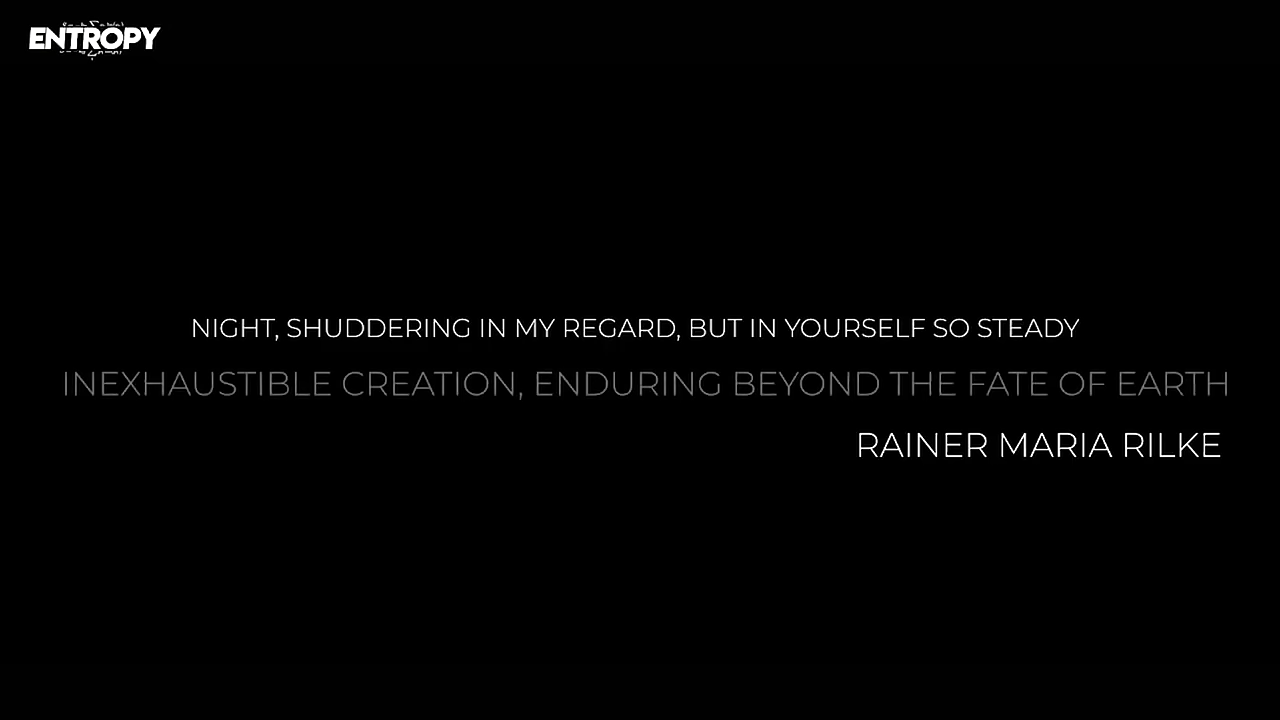 ENTROPY
NIGHT, SHUDDERING IN MY REGARD, BUT IN YOURSELF SO STEADY
INEXHAUSTIBLE CREATION, ENDURING BEYOND THE FATE OF EARTH
RAINER MARIA RILKE